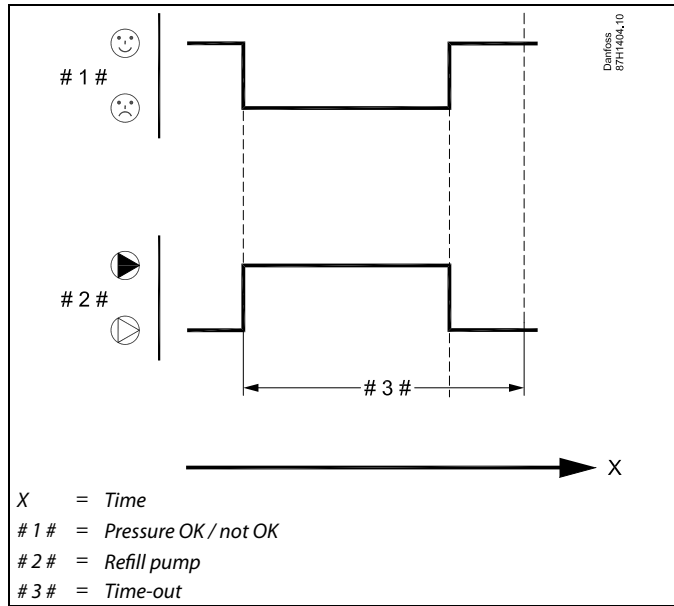 Danfoss
87H1404.10
# 1 #
# 2 #
# 3 #
X
X = Time
# 1 # = Pressure OK / not OK
# 2 # = Refill pump
# 3 # = Time-out